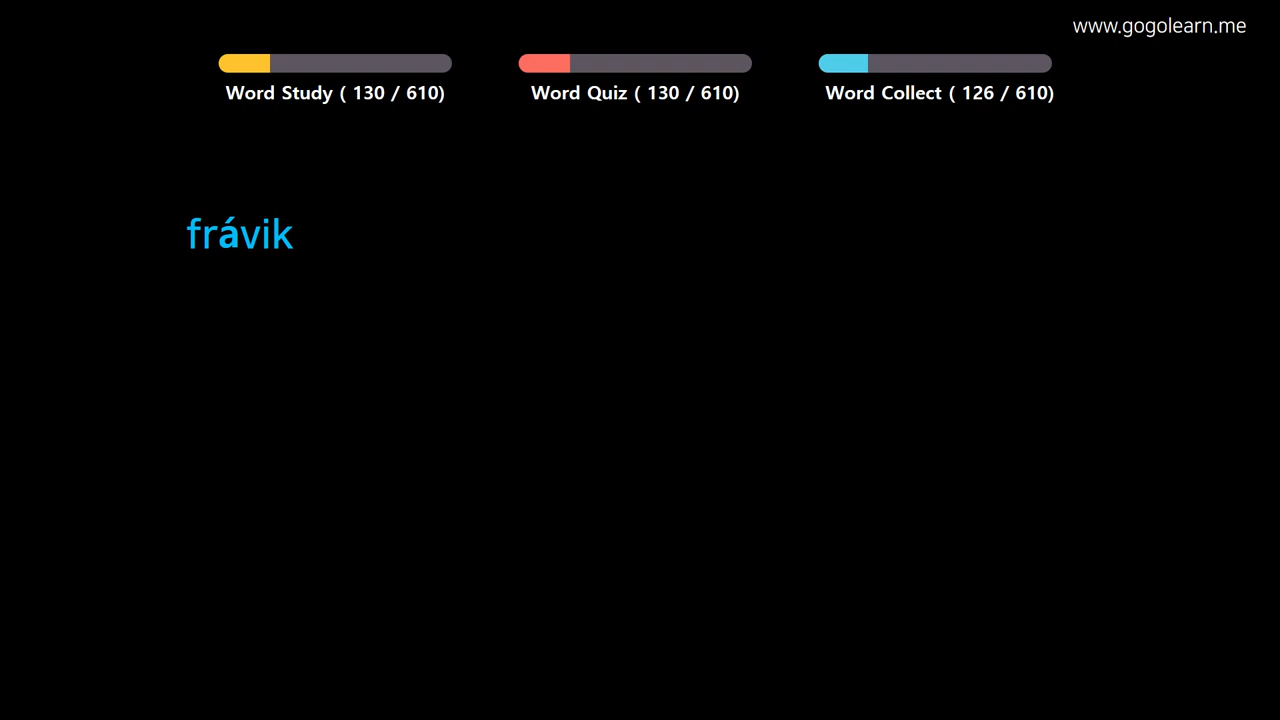 www.gogolearn.me
Word Study ( 130 / 610)
Word Quiz ( 130 / 610)
Word Collect ( 126 / 610)
frávik